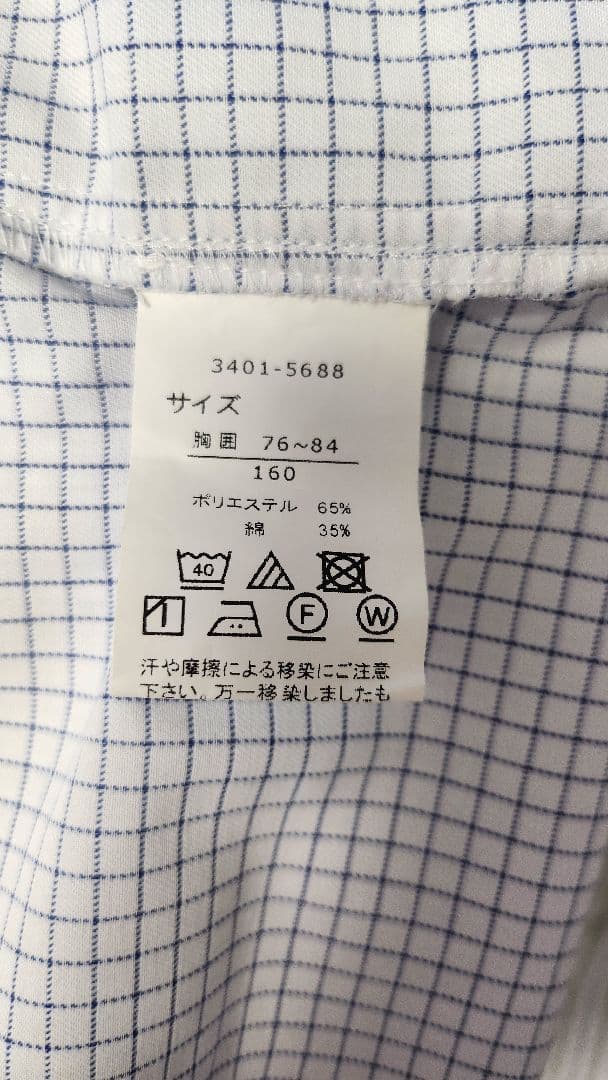 3401-5688
サイズ
胸囲 76~84
160
ポリエステル 65%
綿 35%
40
F W
汗や摩擦による移染にご注意
下さい。万一移染しましたも